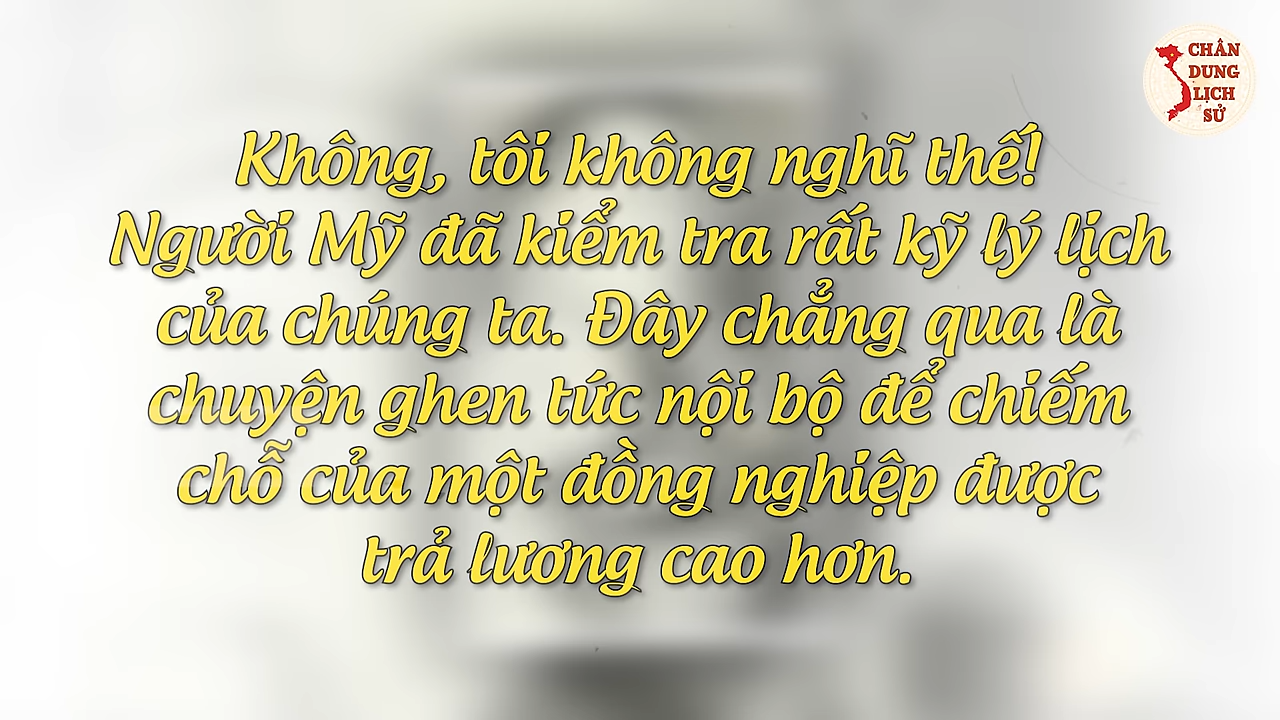 CHÂN
DUNG
LỊCH
SỬ
Không, tôi không nghĩ thế!
Người Mỹ đã kiểm tra rất kỹ lý lịch
của chúng ta. Đây chẳng qua là
chuyện ghen tức nội bộ để chiếm
chỗ của một đồng nghiệp được
trả lương cao hơn.